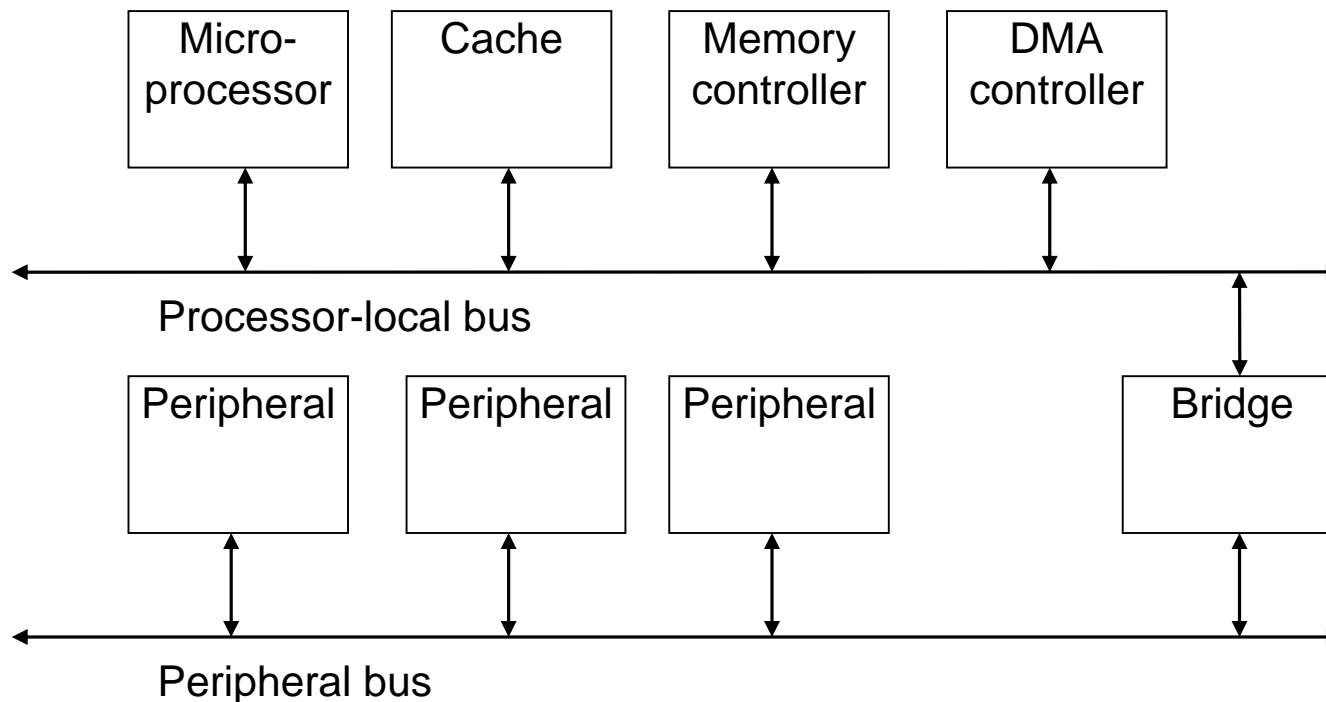 Micro-
processor
Cache
Memory
controller
DMA
controller
Processor-local bus
Peripheral
Peripheral
Peripheral
Bridge
Peripheral bus